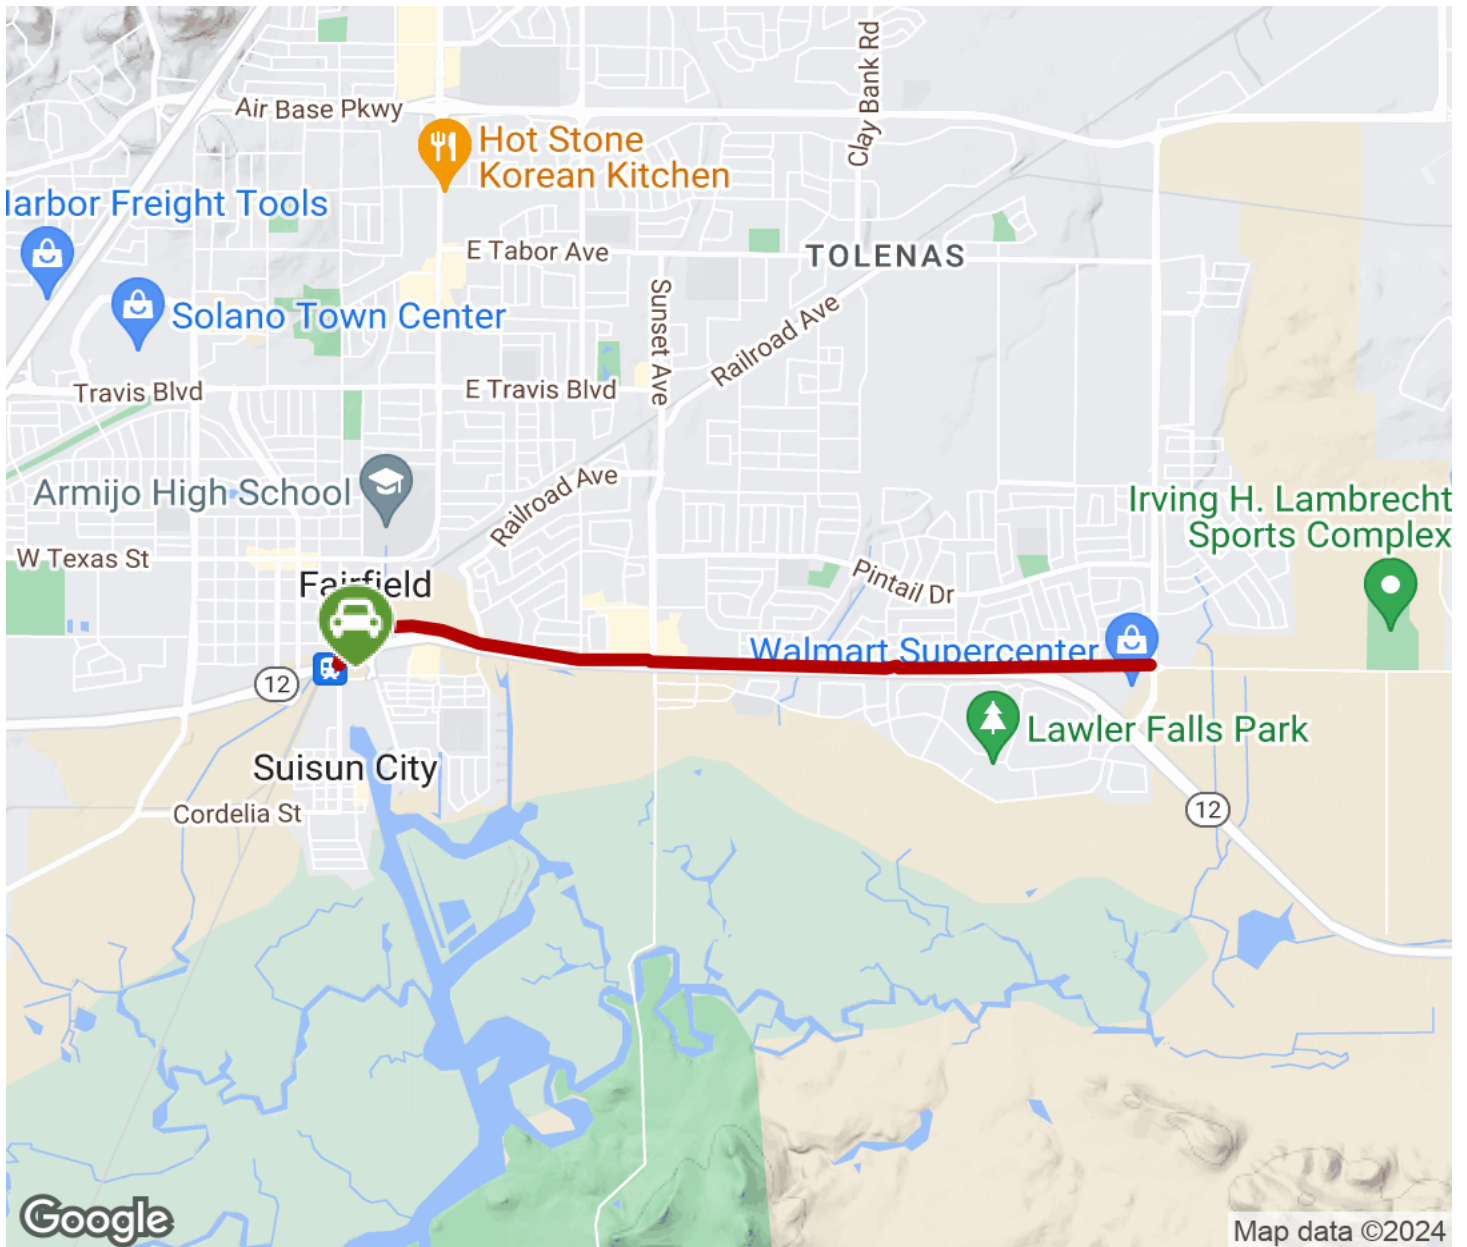 Clay Bank Rd
Air Base Pkwy
Hot Stone
Korean Kitchen
Harbor Freight Tools
E Tabor Ave
TOLENAS
Sunset Ave
Solano Town Center
Railroad Ave
Travis Blvd
E Travis Blvd
Armijo High School
Railroad Ave
Irving H. Lambrecht
Sports Complex
W Texas St
Pintail Dr
Fairfield
Walmart Supercenter
12
Lawler Falls Park
Suisun City
12
Cordelia St
Google
Map data ©2024